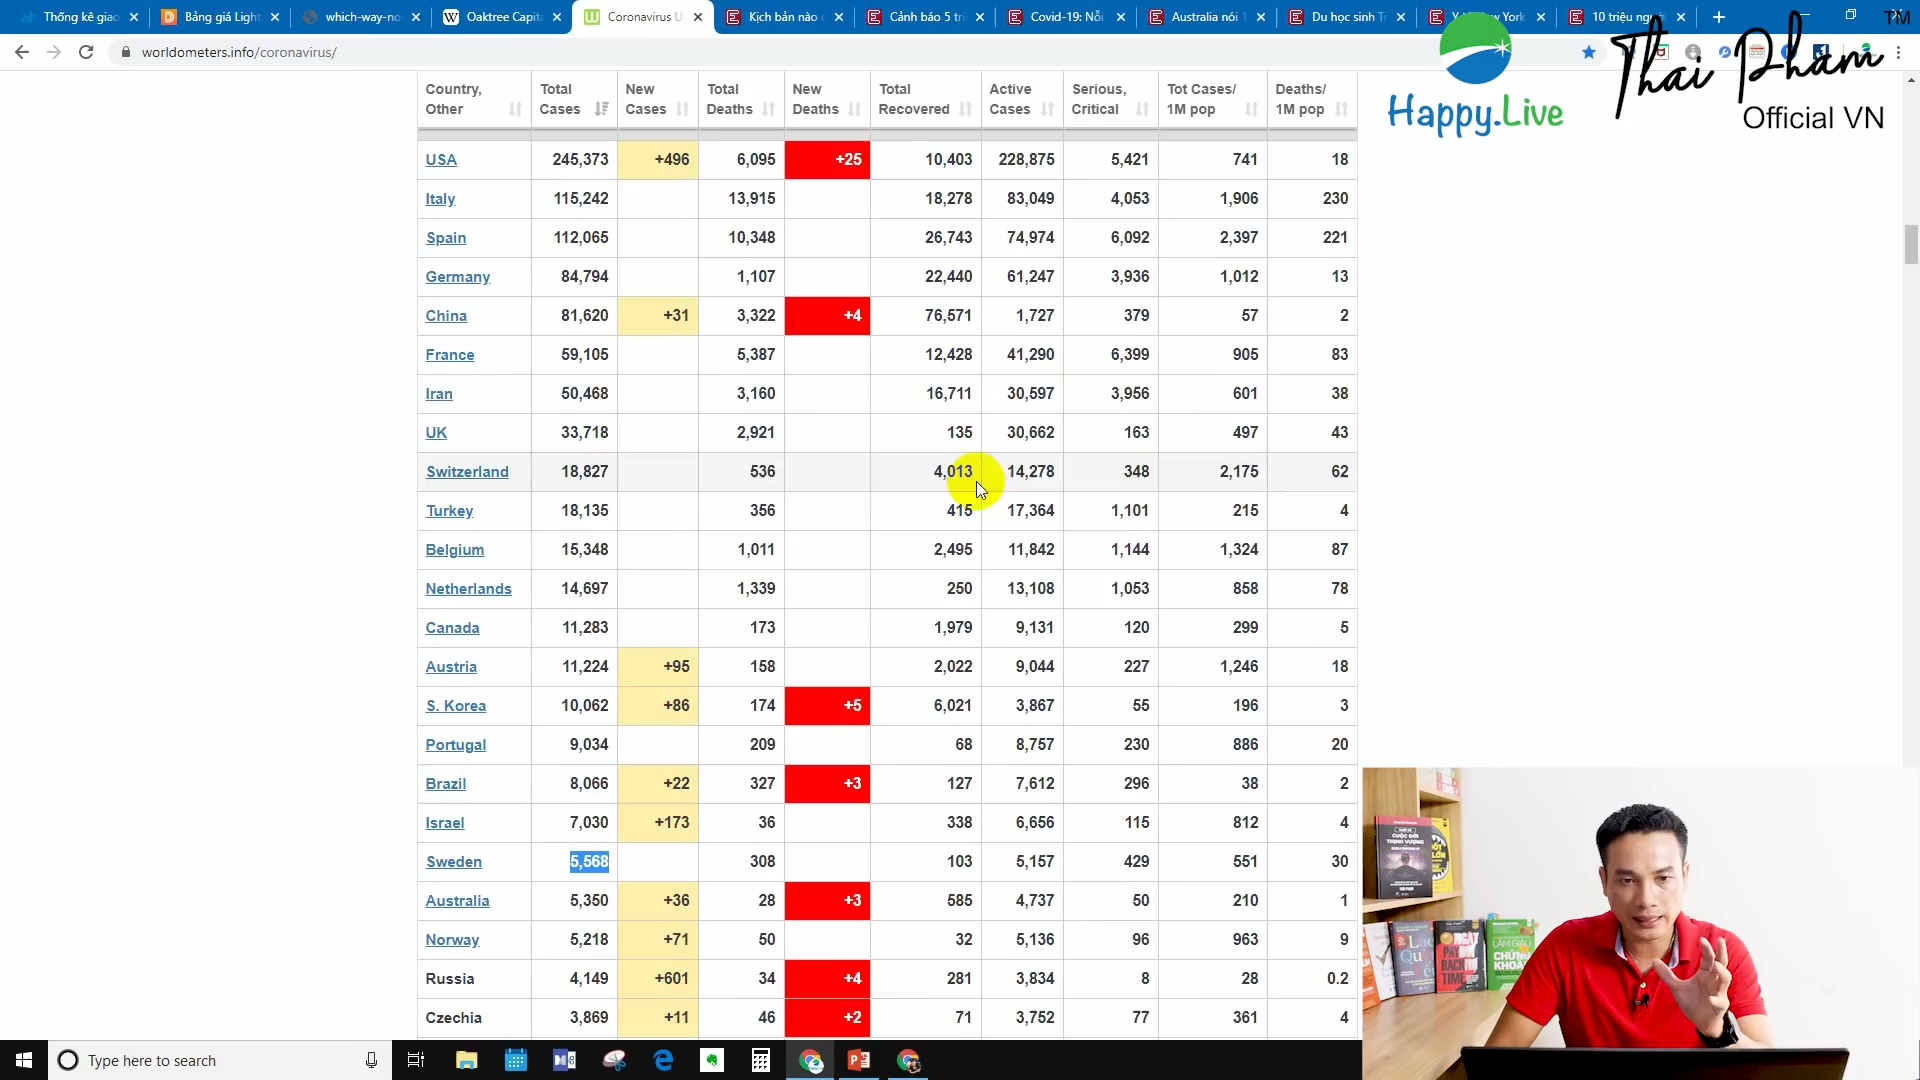 Thống kê giao
Bảng giá Light
which-way-no
Oaktree Capita
Coronavirus U
Kịch bản nào c
Cảnh báo 5 tri
Covid-19: Nỗi
Australia nói
Du học sinh Tr
10 triệu ngu
worldometers.info/coronavirus/
TM
Thai Pham
Official VN
Happy.Live
Country, Other Total Cases New Cases Total Deaths New Deaths Total Recovered Active Cases Serious, Critical Tot Cases/ 1M pop Deaths/ 1M pop
USA 245,373 +496 6,095 +25 10,403 228,875 5,421 741 18
Italy 115,242 13,915 18,278 83,049 4,053 1,906 230
Spain 112,065 10,348 26,743 74,974 6,092 2,397 221
Germany 84,794 1,107 22,440 61,247 3,936 1,012 13
China 81,620 +31 3,322 +4 76,571 1,727 379 57 2
France 59,105 5,387 12,428 41,290 6,399 905 83
Iran 50,468 3,160 16,711 30,597 3,956 601 38
UK 33,718 2,921 135 30,662 163 497 43
Switzerland 18,827 536 4,013 14,278 348 2,175 62
Turkey 18,135 356 415 17,364 1,101 215 4
Belgium 15,348 1,011 2,495 11,842 1,144 1,324 87
Netherlands 14,697 1,339 250 13,108 1,053 858 78
Canada 11,283 173 1,979 9,131 120 299 5
Austria 11,224 +95 158 2,022 9,044 227 1,246 18
S. Korea 10,062 +86 174 +5 6,021 3,867 55 196 3
Portugal 9,034 209 68 8,757 230 886 20
Brazil 8,066 +22 327 +3 127 7,612 296 38 2
Israel 7,030 +173 36 338 6,656 115 812 4
Sweden 5,568 308 103 5,157 429 551 30
Australia 5,350 +36 28 +3 585 4,737 50 210 1
Norway 5,218 +71 50 32 5,136 96 963 9
Russia 4,149 +601 34 +4 281 3,834 8 28 0.2
Czechia 3,869 +11 46 +2 71 3,752 77 361 4
CUỘC ĐỜI
THỊNH VƯỢNG
PAY
BACK
TIME
LÀM GIÀU
CHỨNG
KHOÁN
Type here to search